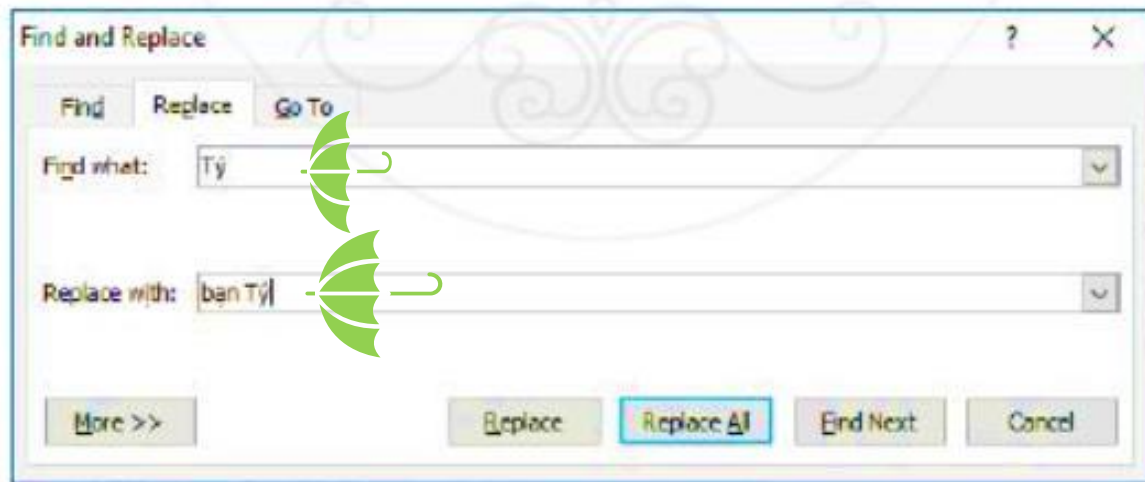 Find and Replace ? X
Find Replace Go To
Find what: Tý
Replace with: bạn Tý
More >> Replace Replace All Find Next Cancel